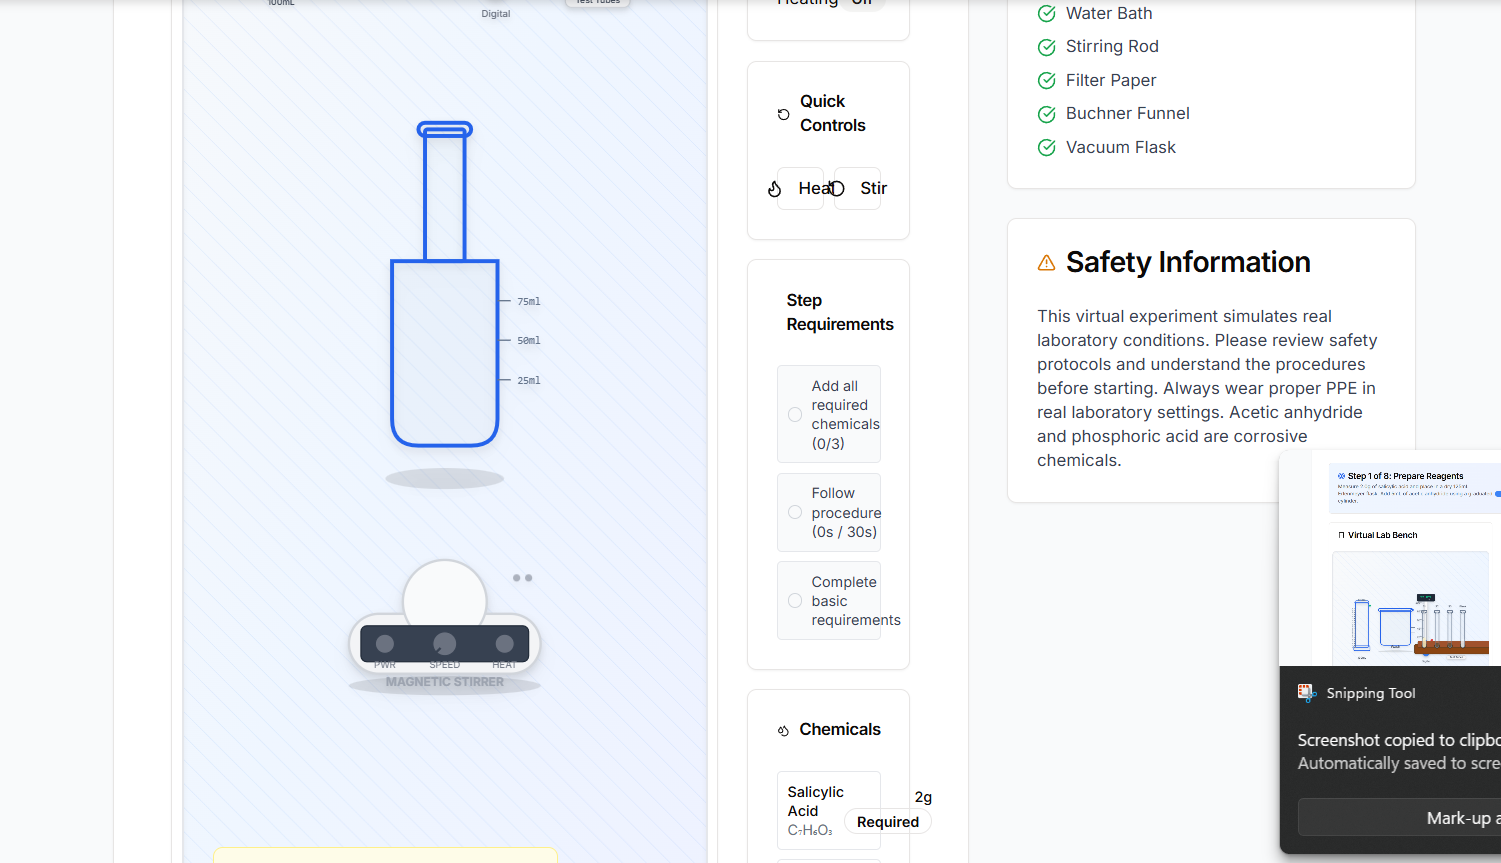 100mL
Digital
Test Tubes
75ml
50ml
25ml
PWR SPEED HEAT
MAGNETIC STIRRER
Heating Off
Quick
Controls
Heat
Stir
Step
Requirements
Add all
required
chemicals
(0/3)
Follow
procedure
(0s / 30s)
Complete
basic
requirements
Chemicals
Salicylic
Acid
C₇H₆O₃
2g
Required
Water Bath
Stirring Rod
Filter Paper
Buchner Funnel
Vacuum Flask
Safety Information
This virtual experiment simulates real
laboratory conditions. Please review safety
protocols and understand the procedures
before starting. Always wear proper PPE in
real laboratory settings. Acetic anhydride
and phosphoric acid are corrosive
chemicals.
Step 1 of 8: Prepare Reagents
Virtual Lab Bench
Snipping Tool
Screenshot copied to clipbo
Automatically saved to scre
Mark-up a